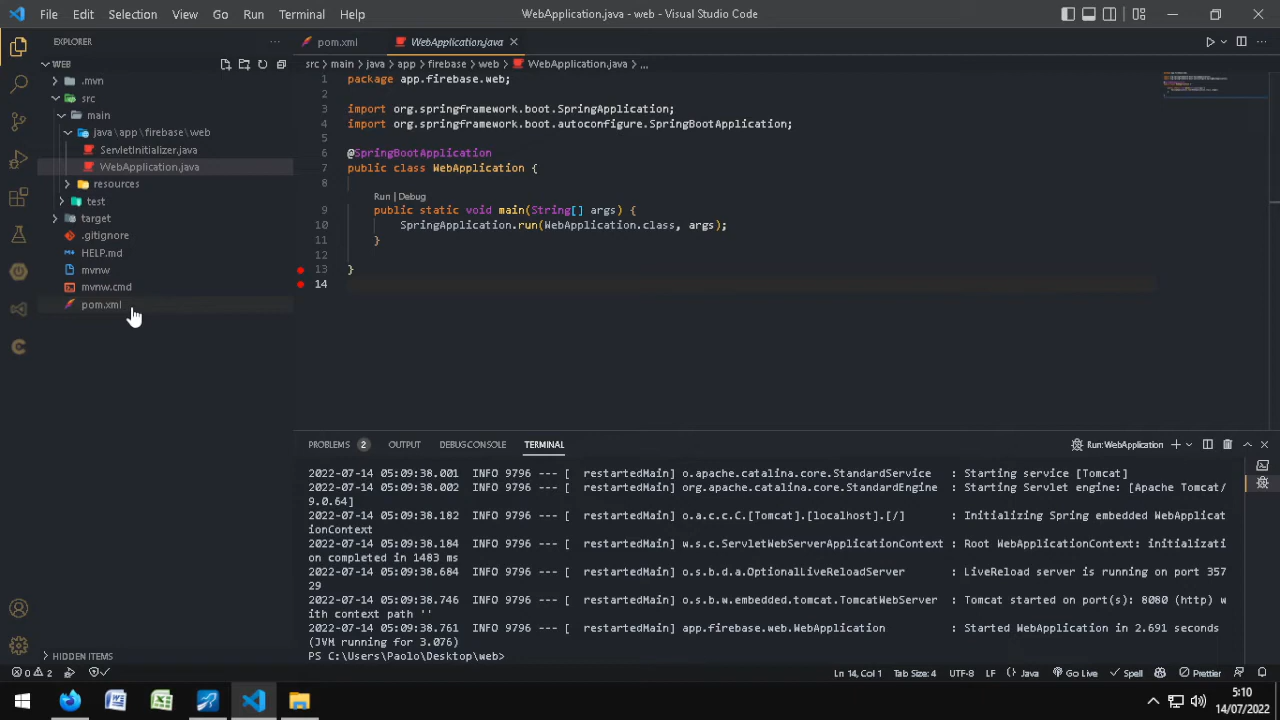 File Edit Selection View Go Run Terminal Help
WebApplication.java - web - Visual Studio Code
EXPLORER
WEB
.mvn
src
main
java\app\firebase\web
ServletInitializer.java
WebApplication.java
resources
test
target
.gitignore
HELP.md
mvnw
mvnw.cmd
pom.xml
HIDDEN ITEMS
pom.xml WebApplication.java
src main java app firebase web WebApplication.java ...
1 package app.firebase.web;
2
3 import org.springframework.boot.SpringApplication;
4 import org.springframework.boot.autoconfigure.SpringBootApplication;
5
6 @SpringBootApplication
7 public class WebApplication {
8
Run | Debug
9 public static void main(String[] args) {
10 SpringApplication.run(WebApplication.class, args);
11 }
12
13 }
14
PROBLEMS 2 OUTPUT DEBUG CONSOLE TERMINAL Run: WebApplication
2022-07-14 05:09:38.001 INFO 9796 --- [ restartedMain] o.apache.catalina.core.StandardService : Starting service [Tomcat]
2022-07-14 05:09:38.002 INFO 9796 --- [ restartedMain] org.apache.catalina.core.StandardEngine : Starting Servlet engine: [Apache Tomcat/
9.0.64]
2022-07-14 05:09:38.182 INFO 9796 --- [ restartedMain] o.a.c.c.C.[Tomcat].[localhost].[/] : Initializing Spring embedded WebApplicat
ionContext
2022-07-14 05:09:38.184 INFO 9796 --- [ restartedMain] w.s.c.ServletWebServerApplicationContext : Root WebApplicationContext: initializati
on completed in 1483 ms
2022-07-14 05:09:38.684 INFO 9796 --- [ restartedMain] o.s.b.d.a.OptionalLiveReloadServer : LiveReload server is running on port 357
29
2022-07-14 05:09:38.746 INFO 9796 --- [ restartedMain] o.s.b.w.embedded.tomcat.TomcatWebServer : Tomcat started on port(s): 8080 (http) w
ith context path ''
2022-07-14 05:09:38.761 INFO 9796 --- [ restartedMain] app.firebase.web.WebApplication : Started WebApplication in 2.691 seconds
(JVM running for 3.076)
PS C:\Users\Paolo\Desktop\web>
0 2 Ln 14, Col 1 Tab Size: 4 UTF-8 LF {} Java Go Live Spell Prettier
5:10
14/07/2022